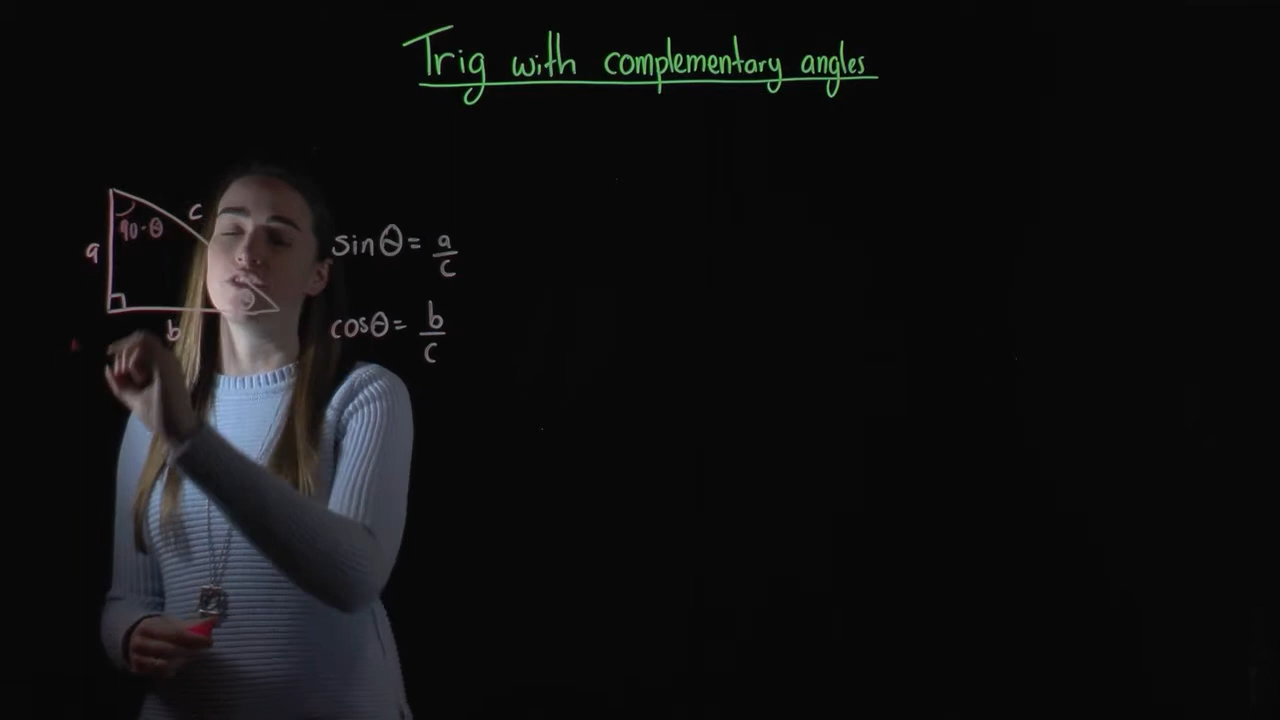 Trig with complementary angles
c
90-θ
a
b
sinθ = a/c
cosθ = b/c